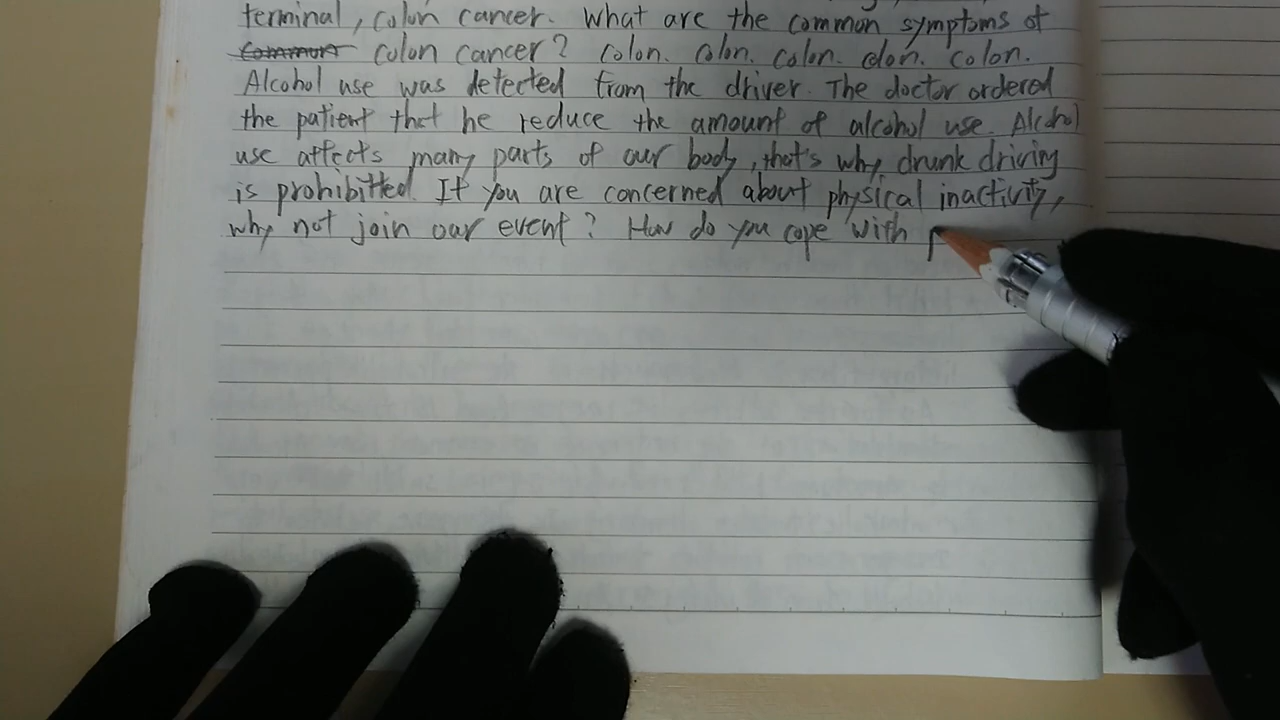 terminal, colon cancer. What are the common symptoms of
common colon cancer? colon. colon. colon. colon. colon.
Alcohol use was detected from the driver. The doctor ordered
the patient that he reduce the amount of alcohol use. Alcohol
use affects many parts of our body, that's why drunk driving
is prohibitted. If you are concerned about physical inactivity,
why not join our event? How do you cope with p